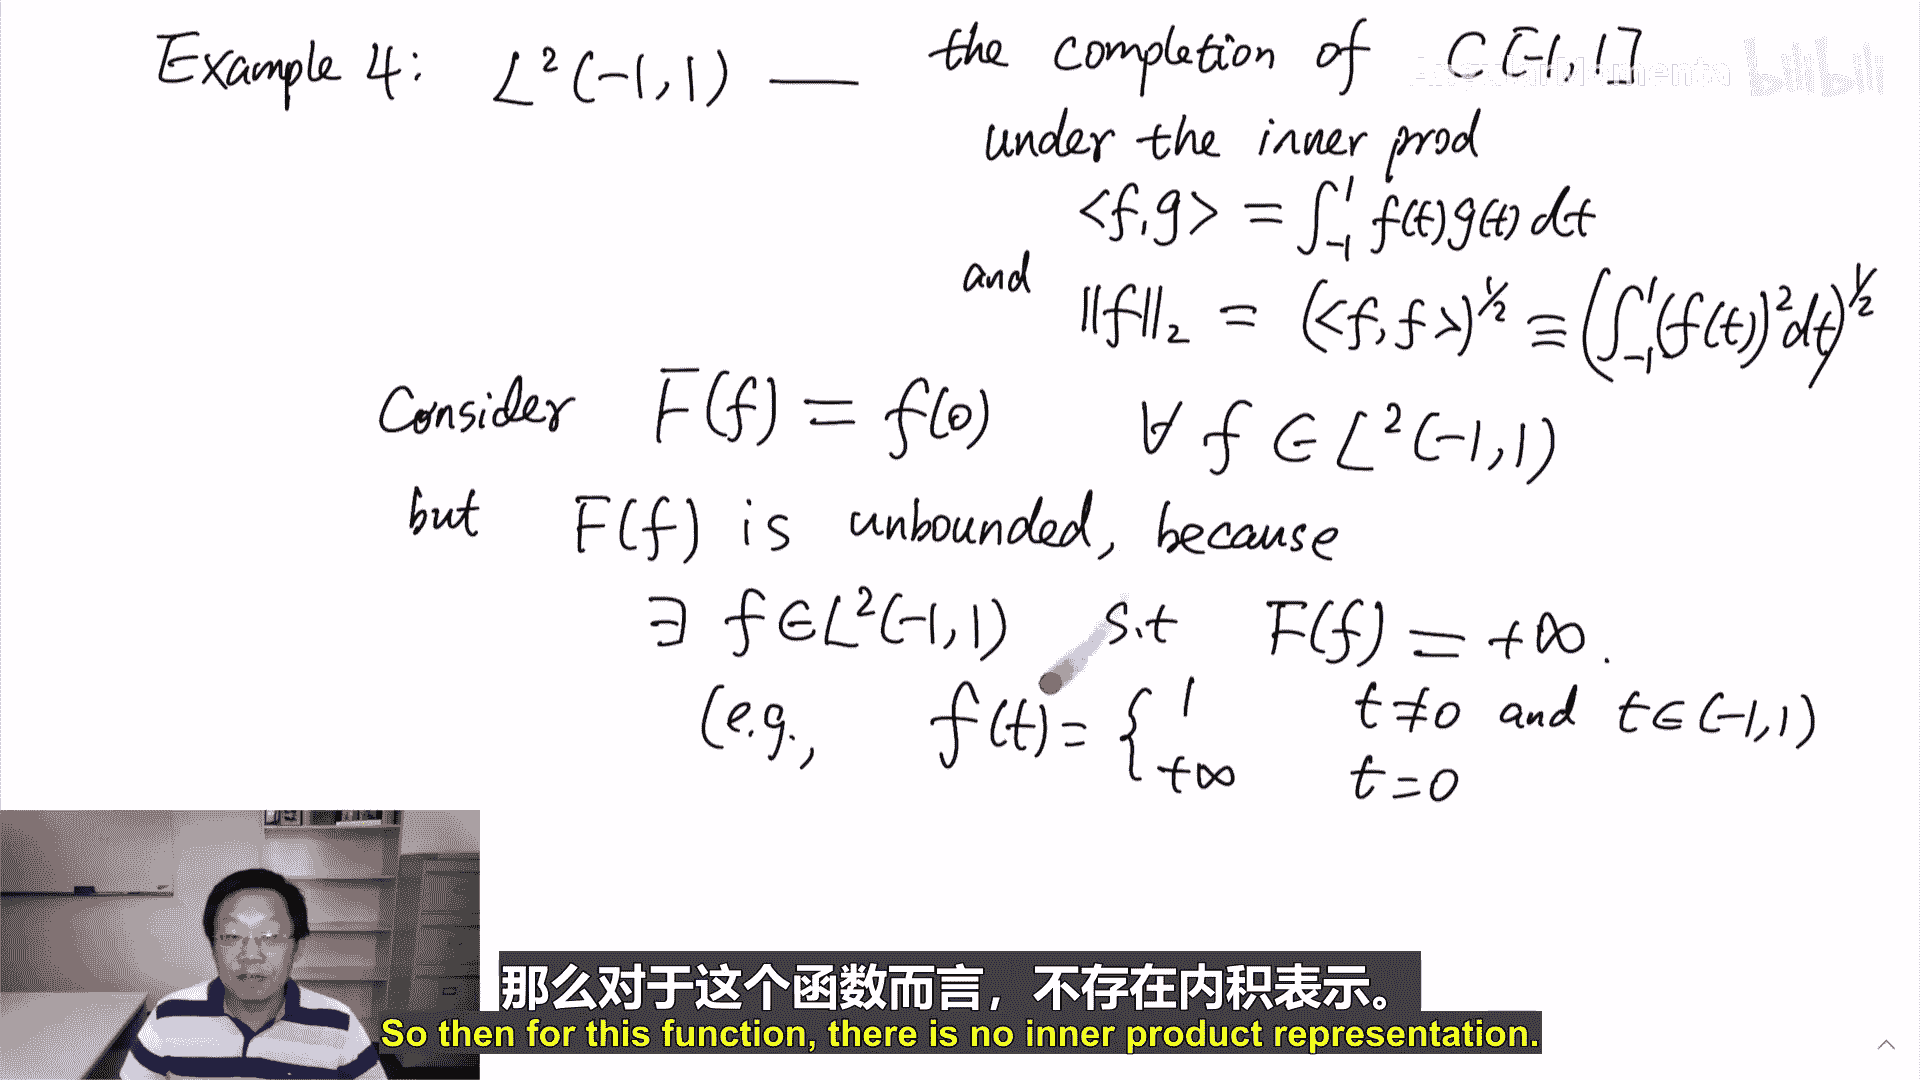 Example 4: L²(-1,1) — the completion of C[-1,1]
AngularMomenta bilibili
under the inner prod
<f,g> = ∫₋₁¹ f(t)g(t)dt
and ||f||₂ = (<f,f>)^½ ≡ (∫₋₁¹(f(t))²dt)^½
Consider F(f) = f(0) ∀ f ∈ L²(-1,1)
but F(f) is unbounded, because
∃ f∈L²(-1,1) s.t F(f) = +∞.
(e.g., f(t)= { 1 t≠0 and t∈(-1,1)
+∞ t=0
那么对于这个函数而言，不存在内积表示。
So then for this function, there is no inner product representation.